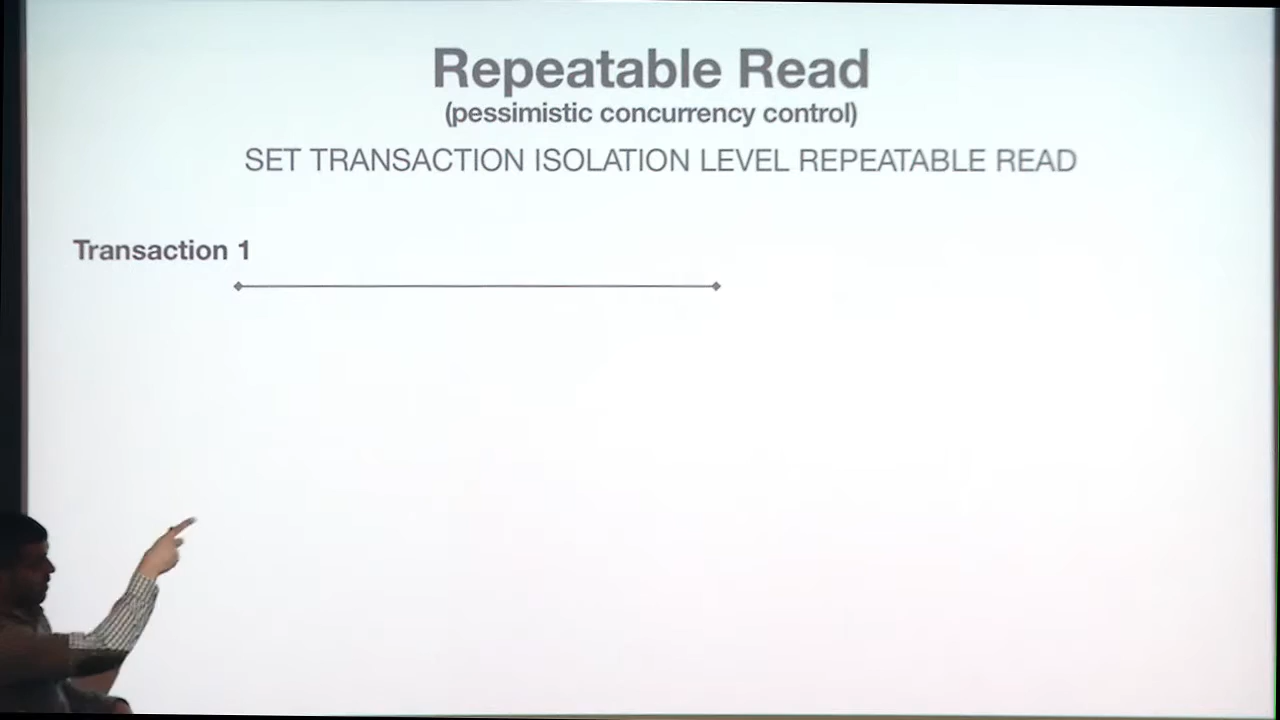 Repeatable Read
(pessimistic concurrency control)
SET TRANSACTION ISOLATION LEVEL REPEATABLE READ
Transaction 1